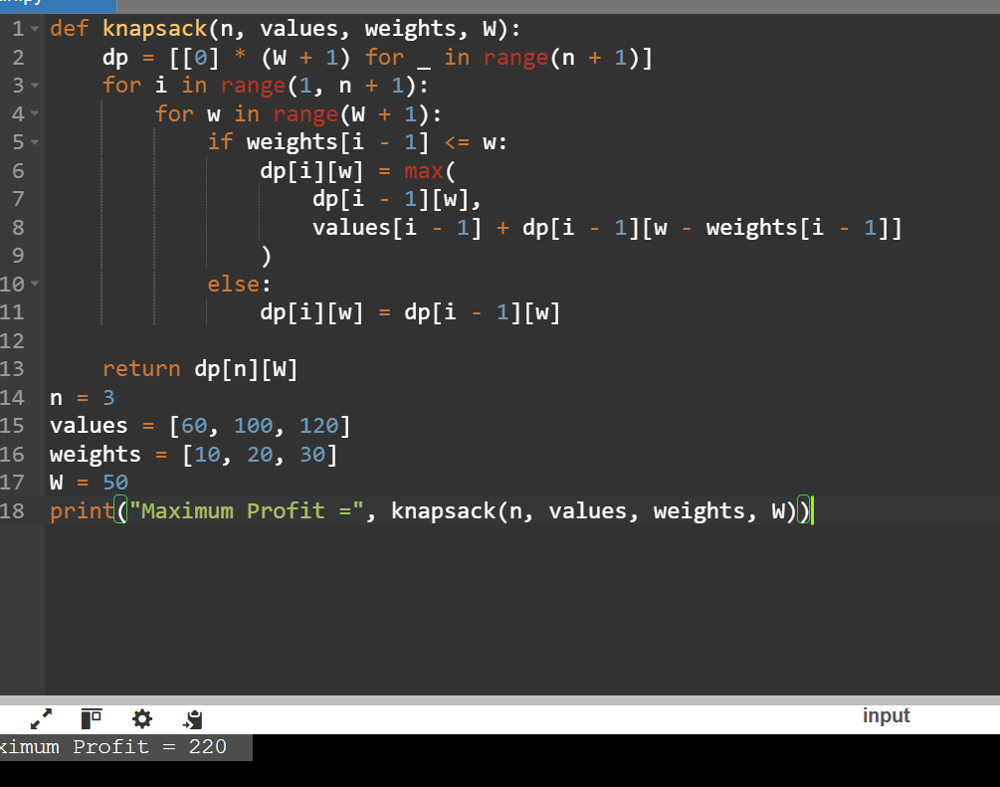 1 def knapsack(n, values, weights, W):
2     dp = [[0] * (W + 1) for _ in range(n + 1)]
3     for i in range(1, n + 1):
4         for w in range(W + 1):
5             if weights[i - 1] <= w:
6                 dp[i][w] = max(
7                     dp[i - 1][w],
8                     values[i - 1] + dp[i - 1][w - weights[i - 1]]
9                 )
10             else:
11                 dp[i][w] = dp[i - 1][w]
12
13     return dp[n][W]
14 n = 3
15 values = [60, 100, 120]
16 weights = [10, 20, 30]
17 W = 50
18 print("Maximum Profit =", knapsack(n, values, weights, W))
input
ximum Profit = 220